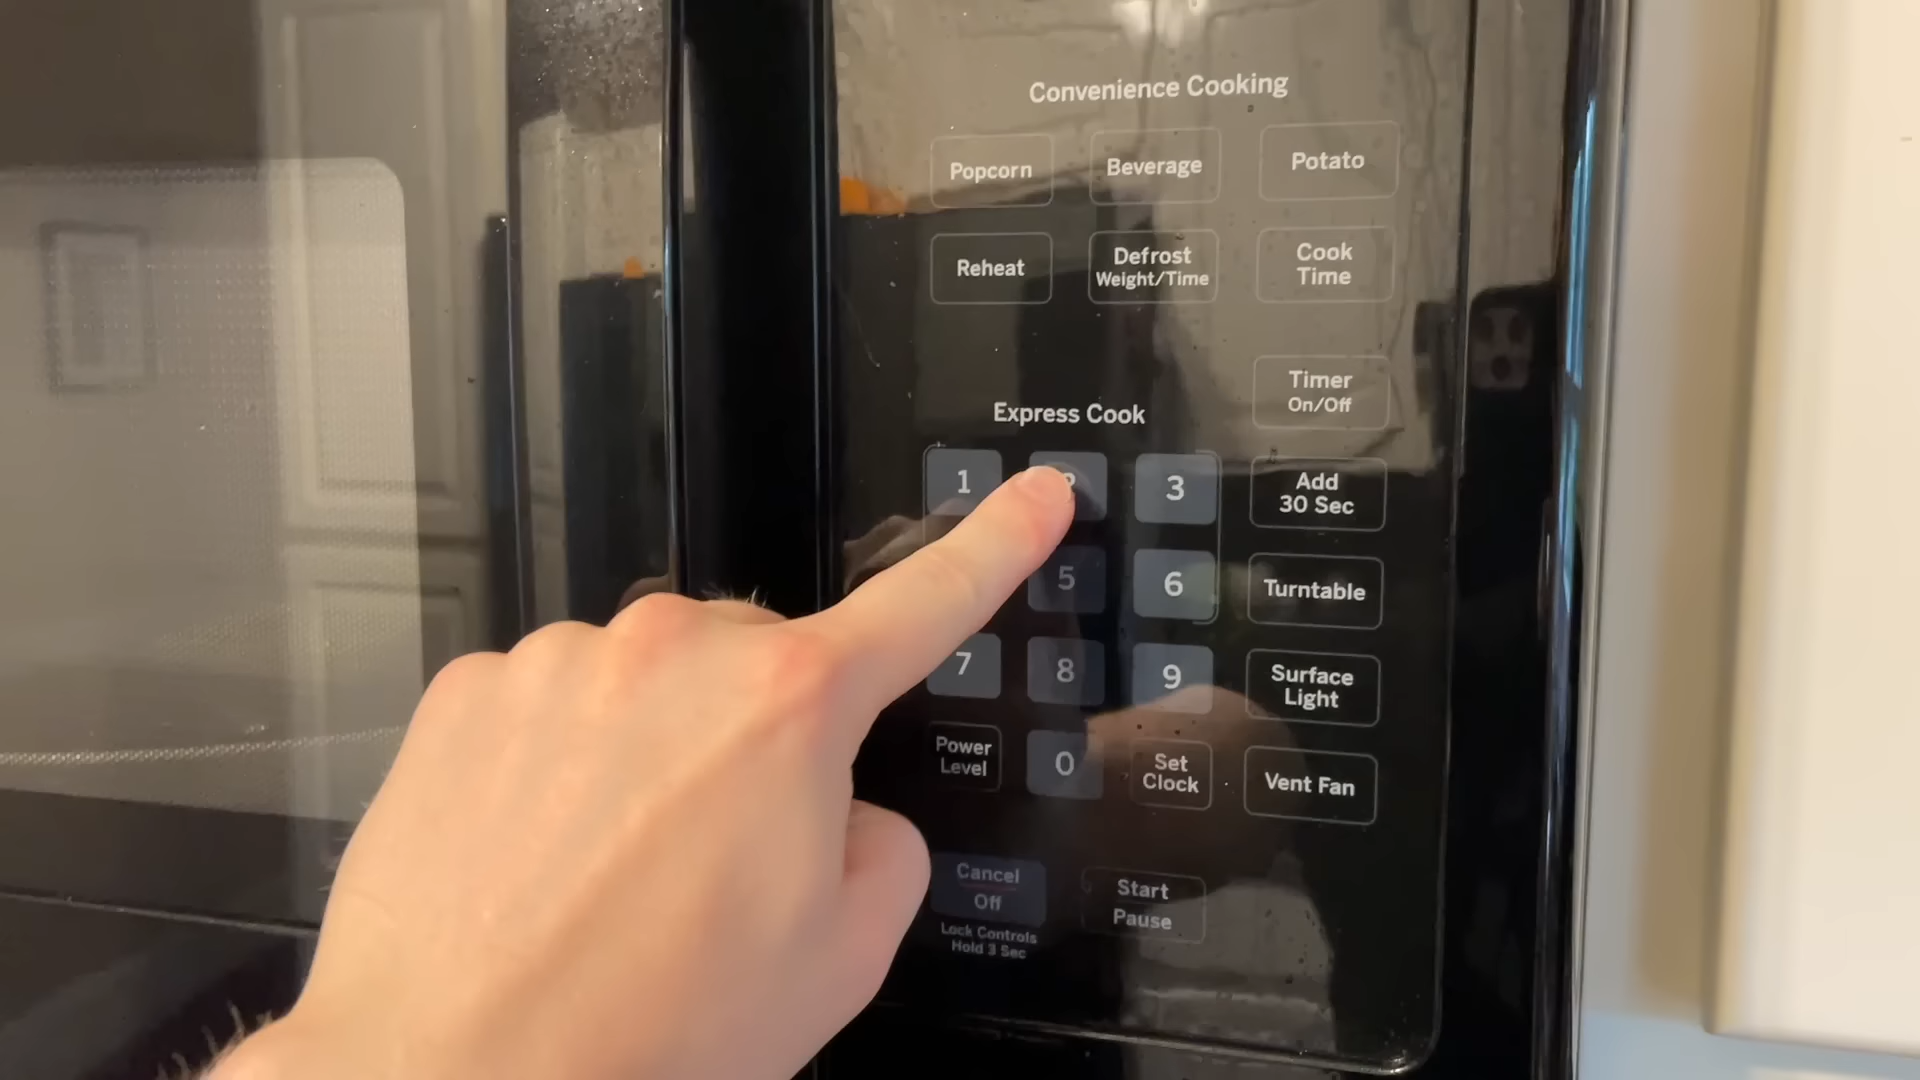 Convenience Cooking
Popcorn
Beverage
Potato
Reheat
Defrost
Weight/Time
Cook
Time
Timer
On/Off
Express Cook
1
3
Add
30 Sec
5
6
Turntable
7
8
9
Surface
Light
Power
Level
0
Set
Clock
Vent Fan
Cancel
Off
Start
Pause
Lock Controls
Hold 3 Sec